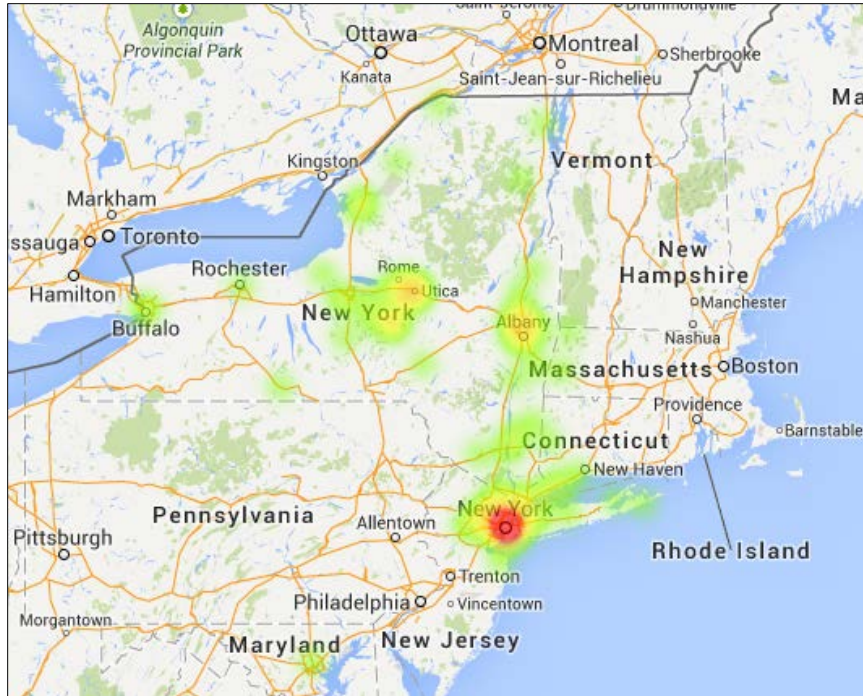 Algonquin
Provincial Park
Ottawa
Kanata
Montreal
Sherbrooke
Saint-Jean-sur-Richelieu
Ma
Kingston
Vermont
Markham
ssauga
Toronto
New
Hampshire
Hamilton
Rochester
Rome
Utica
New York
Manchester
Buffalo
Albany
Nashua
Massachusetts
Boston
Providence
Connecticut
Barnstable
New Haven
New York
Pennsylvania
Allentown
Pittsburgh
Rhode Island
Trenton
Philadelphia
Vincentown
Morgantown
Maryland
New Jersey